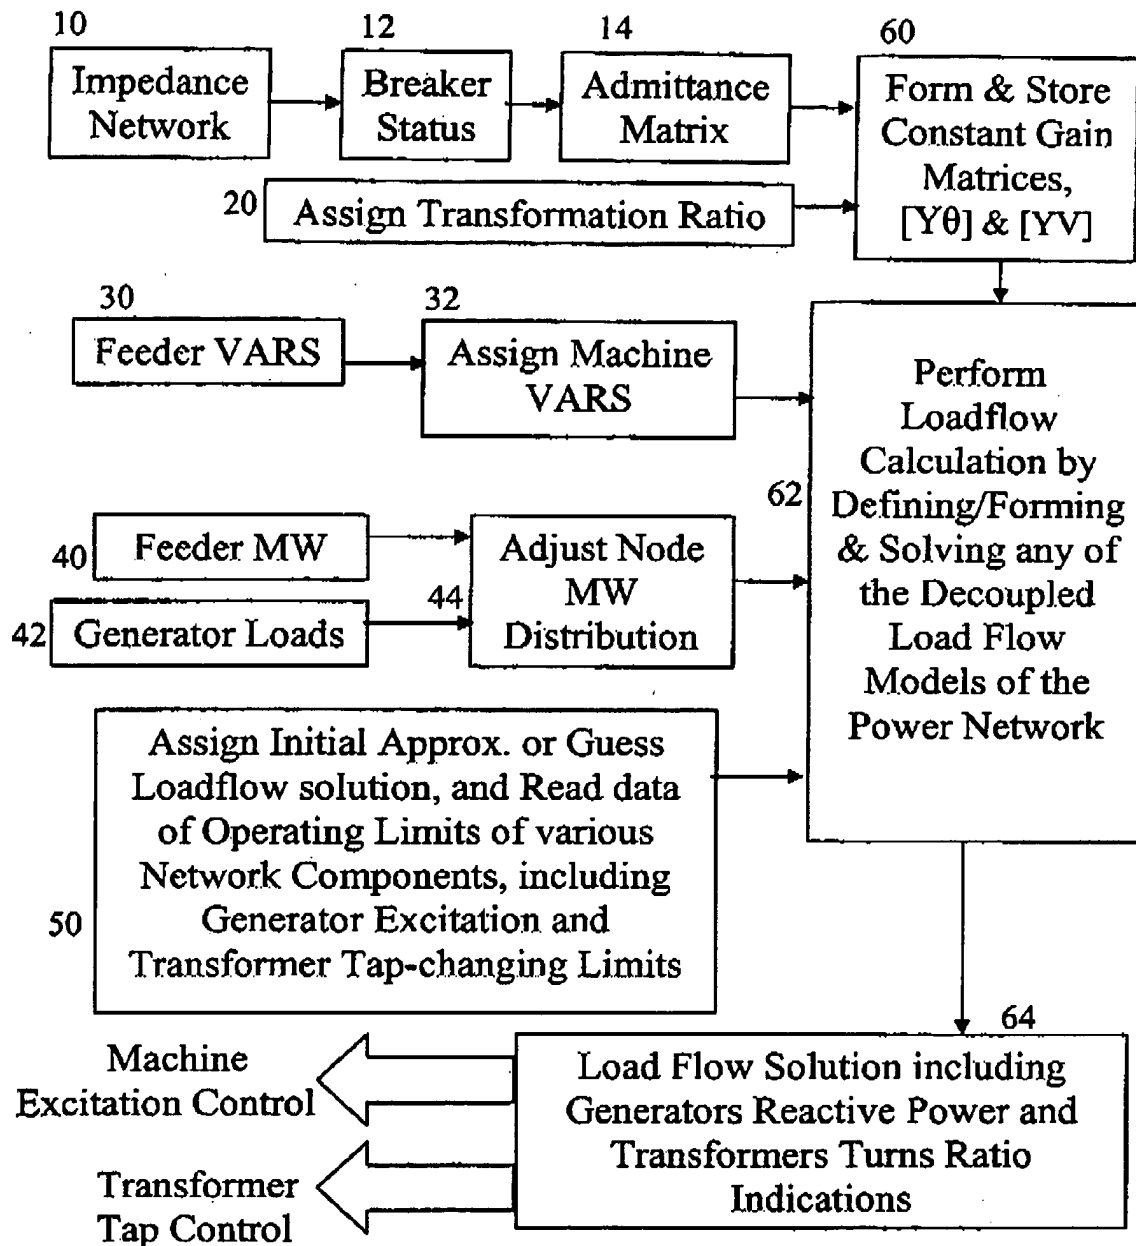 10
Impedance
Network
12
Breaker
Status
14
Admittance
Matrix
60
Form & Store
Constant Gain
Matrices,
[Yθ] & [YV]
20
Assign Transformation Ratio
30
Feeder VARS
32
Assign Machine
VARS
62
Perform
Loadflow
Calculation by
Defining/Forming
& Solving any of
the Decoupled
Load Flow
Models of the
Power Network
40
Feeder MW
42
Generator Loads
44
Adjust Node
MW
Distribution
50
Assign Initial Approx. or Guess
Loadflow solution, and Read data
of Operating Limits of various
Network Components, including
Generator Excitation and
Transformer Tap-changing Limits
64
Load Flow Solution including
Generators Reactive Power and
Transformers Turns Ratio
Indications
Machine
Excitation Control
Transformer
Tap Control